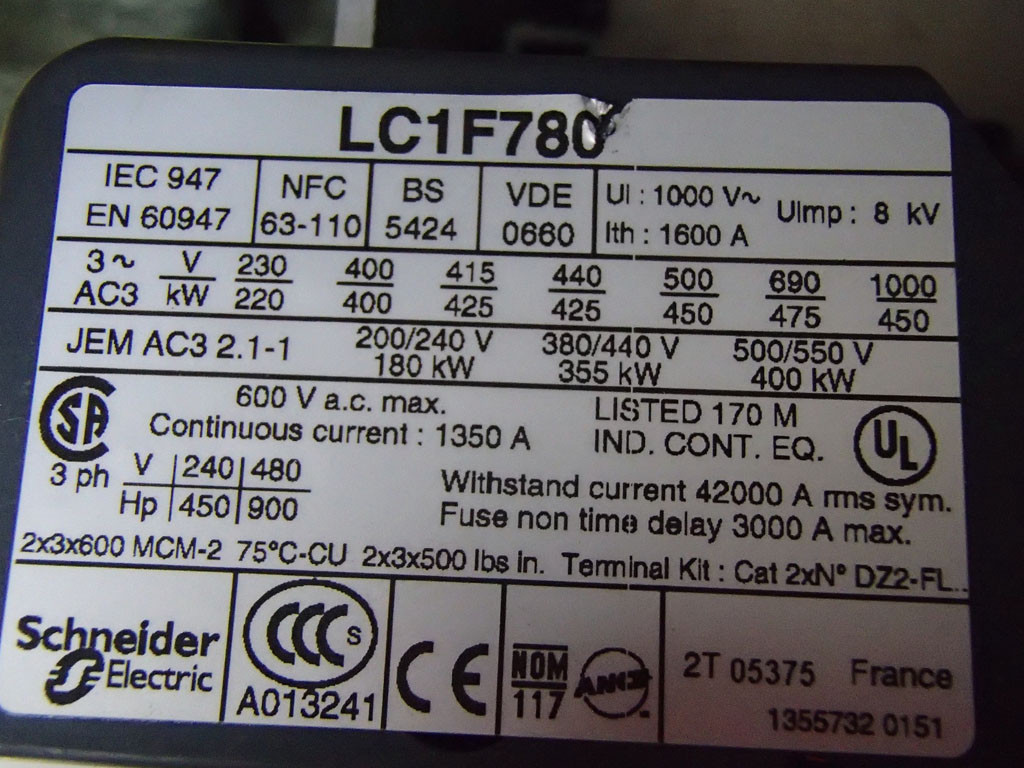 LC1F780
IEC 947
EN 60947
NFC
63-110
BS
5424
VDE
0660
UI : 1000 V~
Ith : 1600 A
UImp : 8 kV
3~ V 230 400 415 440 500 690 1000
AC3 kW 220 400 425 425 450 475 450
JEM AC3 2.1-1
200/240 V 380/440 V 500/550 V
180 kW 355 kW 400 kW
SA
600 V a.c. max.
Continuous current : 1350 A
LISTED 170 M
IND. CONT. EQ.
UL
3 ph V 240 480
Hp 450 900
Withstand current 42000 A rms sym.
Fuse non time delay 3000 A max.
2x3x600 MCM-2 75°C-CU 2x3x500 lbs in. Terminal Kit : Cat 2xN° DZ2-FL..
Schneider
Electric
CCC S
A013241
CE
NOM
117
ANCE
2T 05375 France
1355732 0151